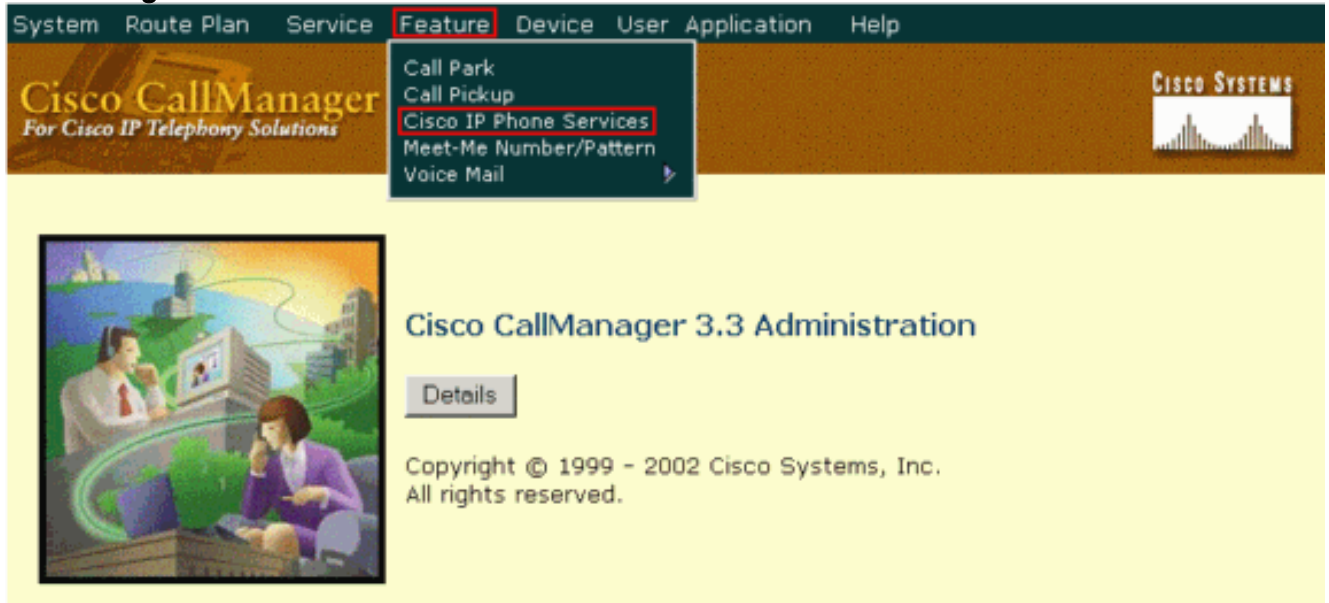 System Route Plan Service Feature Device User Application Help
Cisco CallManager
For Cisco IP Telephony Solutions
Call Park
Call Pickup
Cisco IP Phone Services
Meet-Me Number/Pattern
Voice Mail
CISCO SYSTEMS
Cisco CallManager 3.3 Administration
Details
Copyright © 1999 - 2002 Cisco Systems, Inc.
All rights reserved.